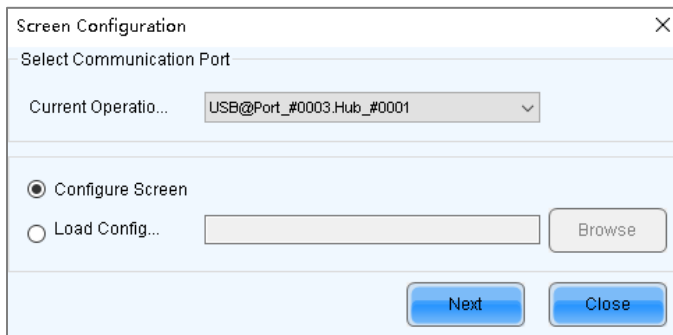 Screen Configuration
Select Communication Port
Current Operatio... USB@Port_#0003.Hub_#0001
Configure Screen
Load Config... Browse
Next Close